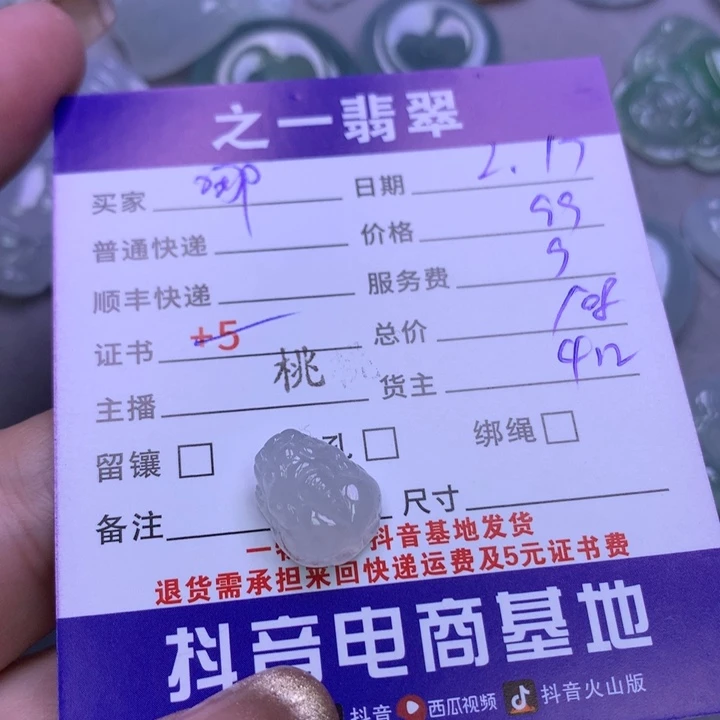 之一翡翠
买家 日期 2.17
普通快递 价格 99
顺丰快递 服务费 9
证书 +5 总价 108
主播 桃 货主 412
留镶 □ 孔 □ 绑绳 □
备注 尺寸
一 抖音基地发货
退货需承担来回快递运费及5元证书费
抖音电商基地
抖音 西瓜视频 抖音火山版